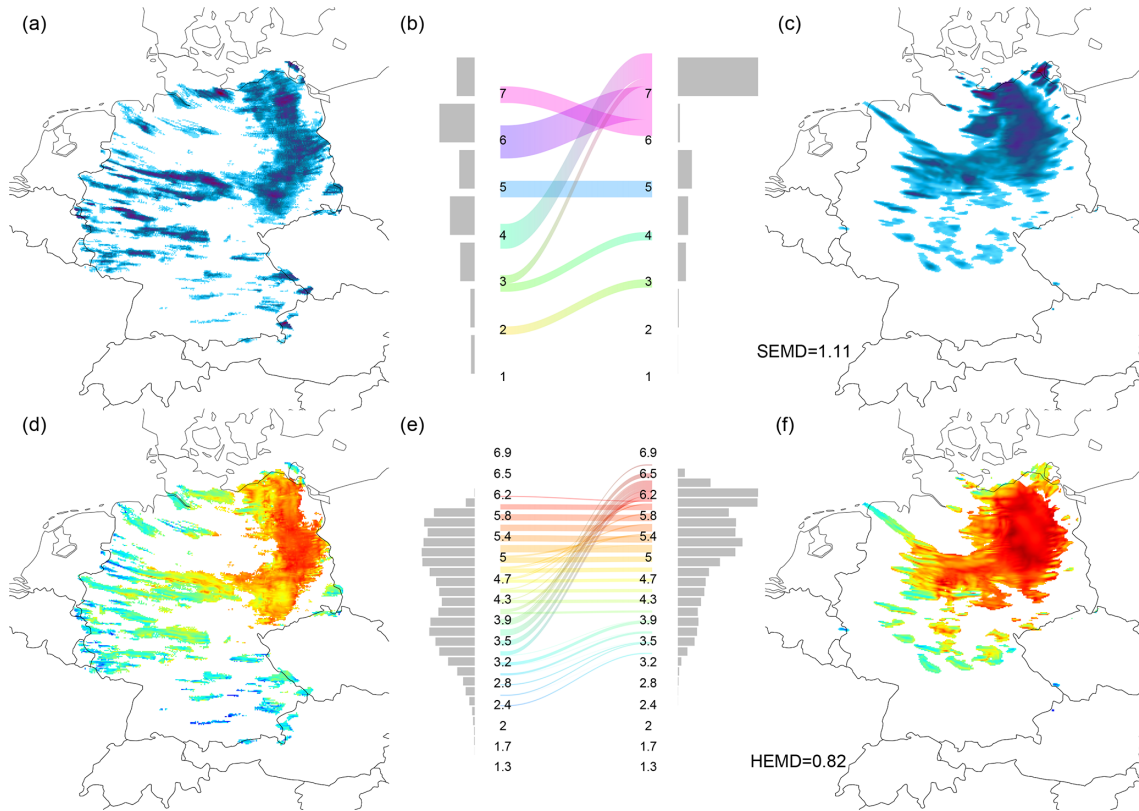 (a)
(b)
(c)
7 7
6 6
5 5
4 4
3 3
2 2
1 1
SEMD=1.11
(d)
(e)
(f)
6.9 6.9
6.5 6.5
6.2 6.2
5.8 5.8
5.4 5.4
5 5
4.7 4.7
4.3 4.3
3.9 3.9
3.5 3.5
3.2 3.2
2.8 2.8
2.4 2.4
2 2
1.7 1.7
1.3 1.3
HEMD=0.82